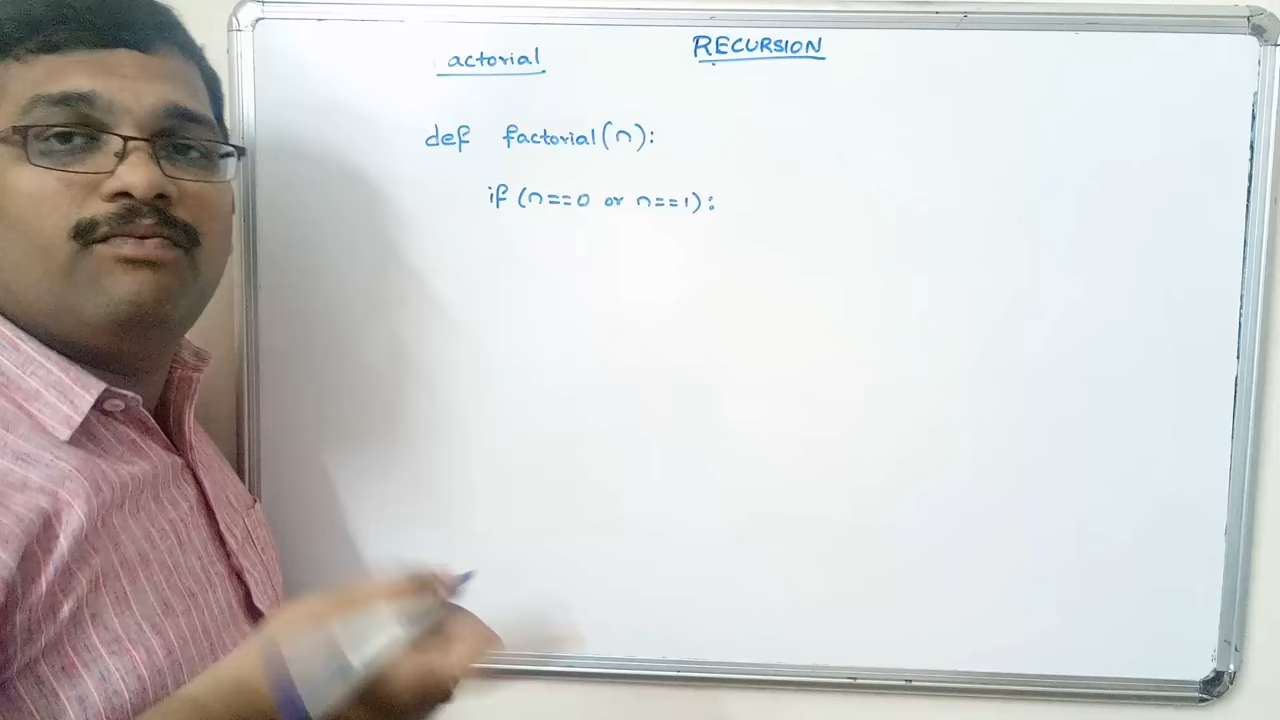 actorial RECURSION
def factorial(n):
if (n==0 or n==1):